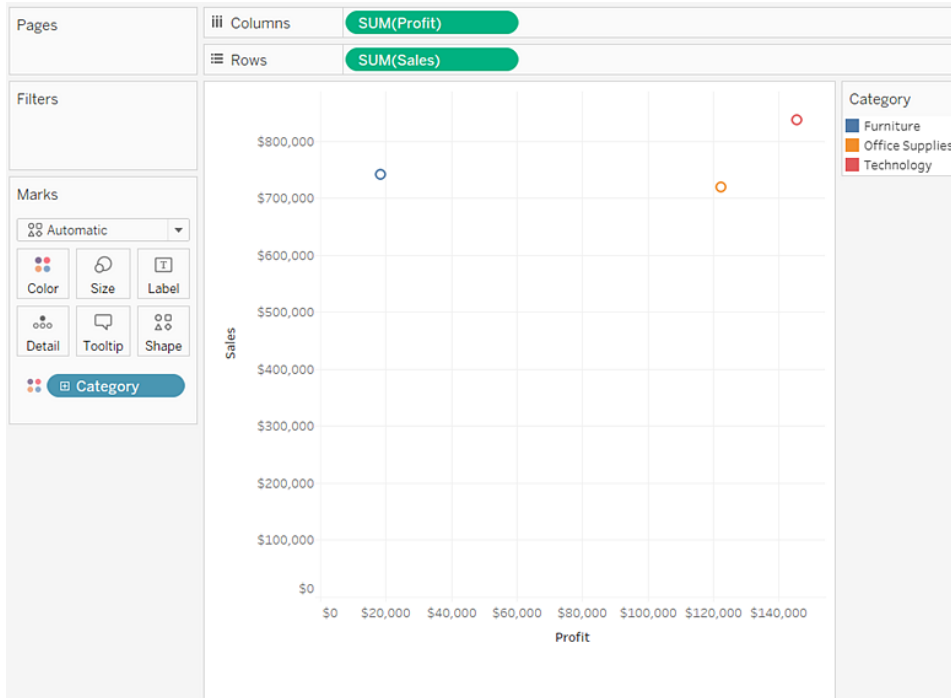 Pages
Columns
SUM(Profit)
Rows
SUM(Sales)
Filters
Marks
Automatic
Color
Size
T
Label
Detail
Tooltip
Shape
Category
Sales
$800,000
$700,000
$600,000
$500,000
$400,000
$300,000
$200,000
$100,000
$0
$0
$20,000
$40,000
$60,000
$80,000
$100,000
$120,000
$140,000
Profit
Category
Furniture
Office Supplies
Technology